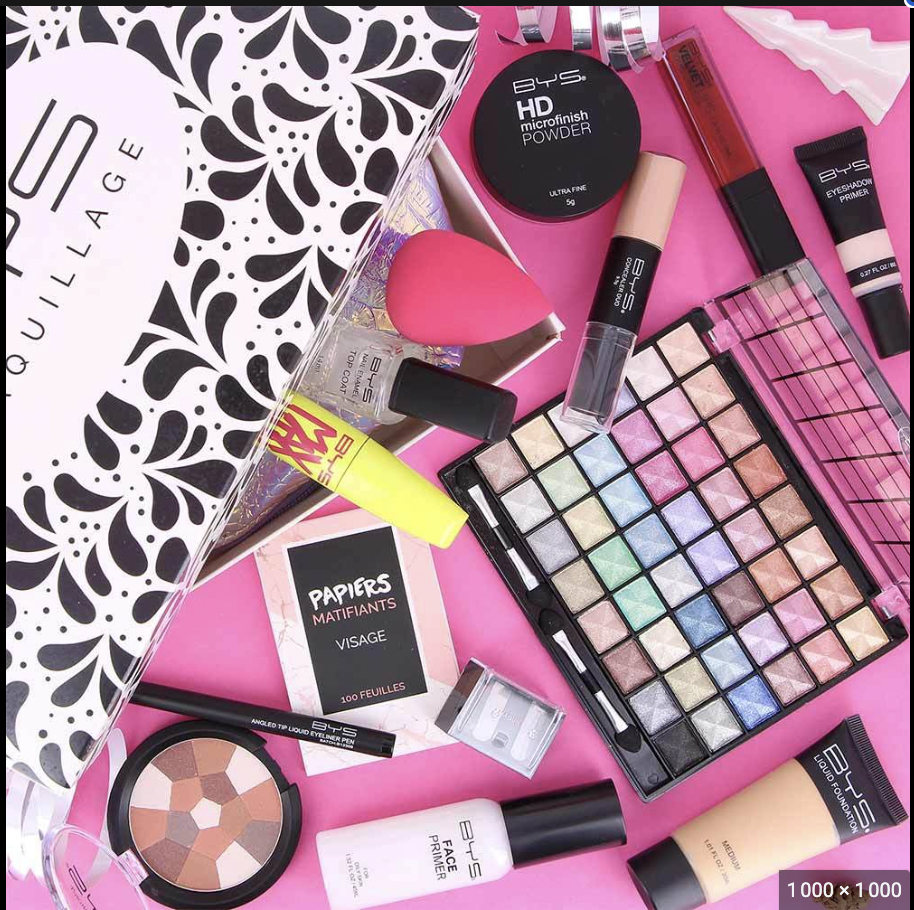 BYS
QUILLAGE
BYS
HD
microfinish
POWDER
ULTRA FINE
5g
VELVET
BYS
EYESHADOW
PRIMER
BYS
CONCEALER DUO
BYS
NAIL ENAMEL
TOP COAT
BYS
MAX
PAPIERS
MATIFIANTS
VISAGE
100 FEUILLES
BYS
ANGLED TIP LIQUID EYELINER PEN
BYS
FACE
PRIMER
BYS
LIQUID FOUNDATION
MEDIUM
1000 × 1000